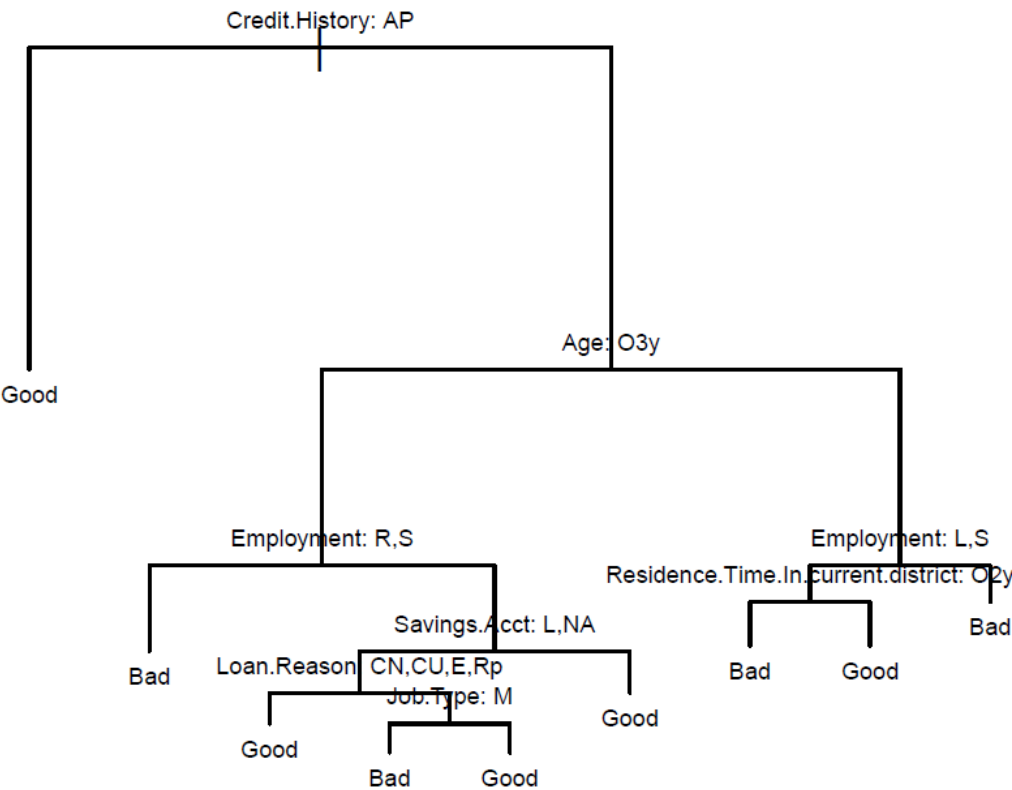 Credit.History: AP
Good
Age: O3y
Employment: R,S
Employment: L,S
Residence.Time.In.current.district: O2y
Savings.Acct: L,NA
Bad
Bad
Loan.Reason: CN,CU,E,Rp
Bad
Good
Job.Type: M
Good
Good
Bad
Good